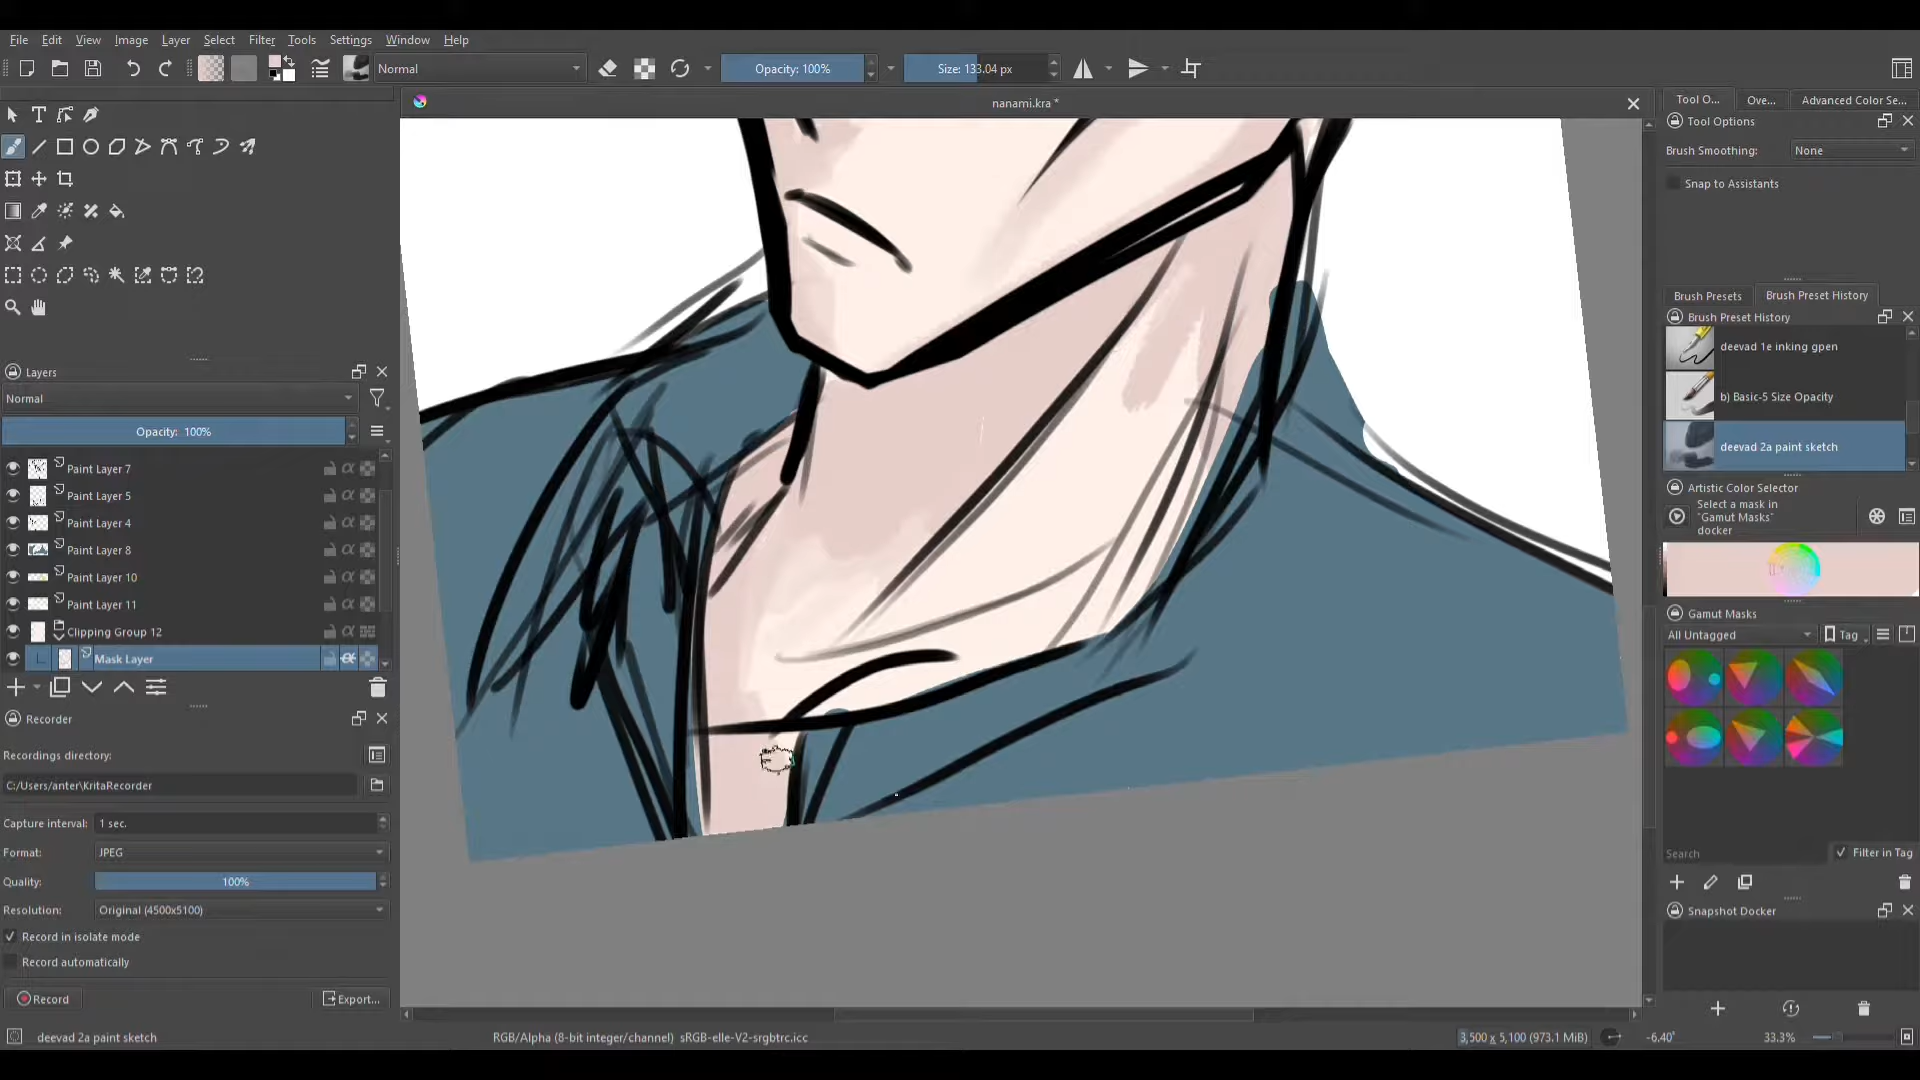 File Edit View Image Layer Select Filter Tools Settings Window Help
Normal
Opacity: 100%
Size: 133.04 px
nanami.kra *
Tool O... Ove... Advanced Color Se...
Tool Options
Brush Smoothing: None
Snap to Assistants
Brush Presets Brush Preset History
Brush Preset History
deevad 1e inking gpen
b) Basic-5 Size Opacity
deevad 2a paint sketch
Artistic Color Selector
Select a mask in
"Gamut Masks"
docker
Gamut Masks
All Untagged Tag
Search Filter in Tag
Snapshot Docker
Layers
Normal
Opacity: 100%
Paint Layer 7
Paint Layer 5
Paint Layer 4
Paint Layer 8
Paint Layer 10
Paint Layer 11
Clipping Group 12
Mask Layer
Recorder
Recordings directory:
C:/Users/anter/KritaRecorder
Capture interval: 1 sec.
Format: JPEG
Quality: 100%
Resolution: Original (4500x5100)
Record in isolate mode
Record automatically
Record Export...
deevad 2a paint sketch
RGB/Alpha (8-bit integer/channel) sRGB-elle-V2-srgbtrc.icc
3,500 x 5,100 (973.1 MiB)
-6.40°
33.3%